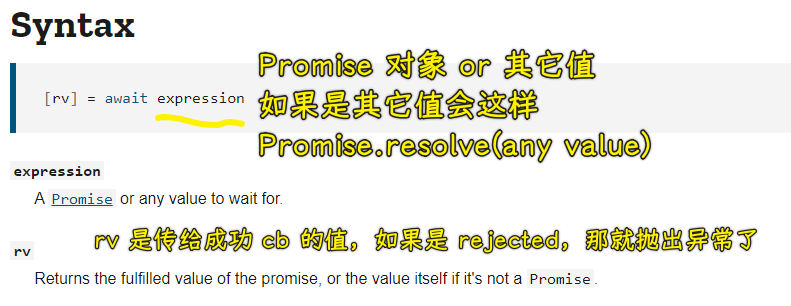 Syntax
Promise 对象 or 其它值
[rv] = await expression
如果是其它值会这样
Promise.resolve(any value)
expression
A Promise or any value to wait for.
rv 是传给成功 cb 的值，如果是 rejected，那就抛出异常了
rv
Returns the fulfilled value of the promise, or the value itself if it's not a Promise.